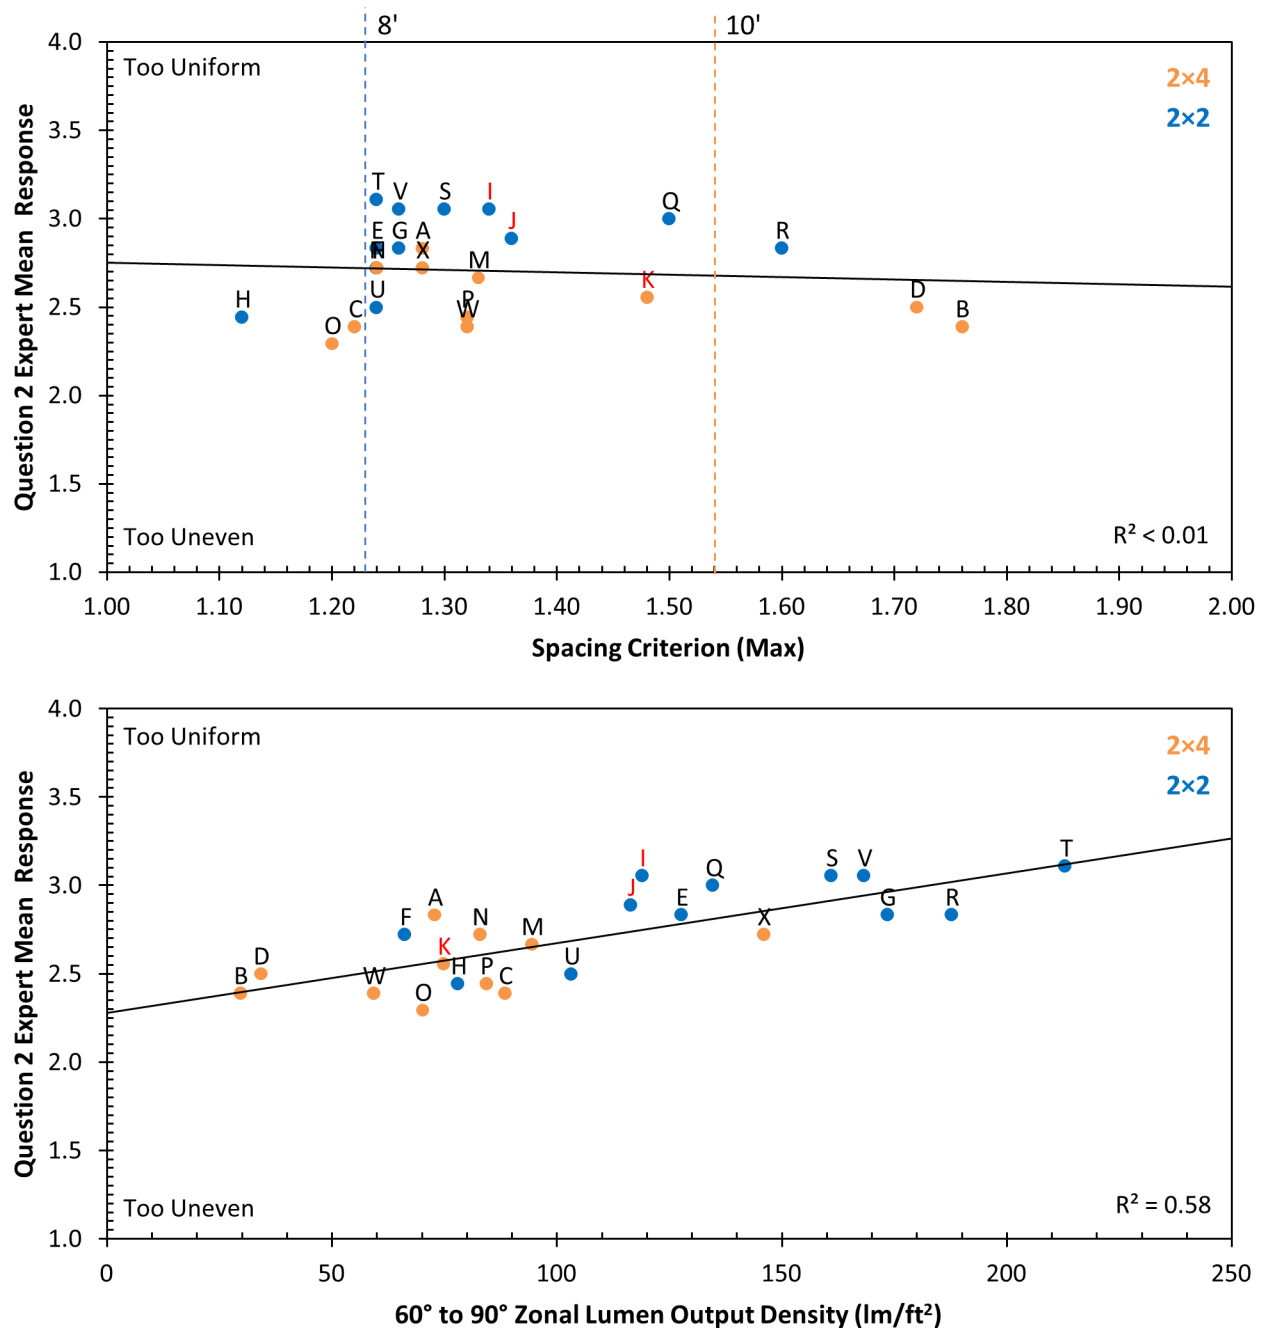 8' 10'
4.0
Too Uniform
2×4
2×2
3.5
T V S I
J Q
3.0
E G A R
N X M
K
2.5
H U P D
O C W B
2.0
1.5
Too Uneven
R² < 0.01
1.0
1.00 1.10 1.20 1.30 1.40 1.50 1.60 1.70 1.80 1.90 2.00
Question 2 Expert Mean Response
Spacing Criterion (Max)
4.0
Too Uniform
2×4
2×2
3.5
T
I S V
3.0
J Q
A E G R
F N X
M
K
2.5
D H P U
B W C
O
2.0
1.5
Too Uneven
R² = 0.58
1.0
0 50 100 150 200 250
Question 2 Expert Mean Response
60° to 90° Zonal Lumen Output Density (lm/ft²)